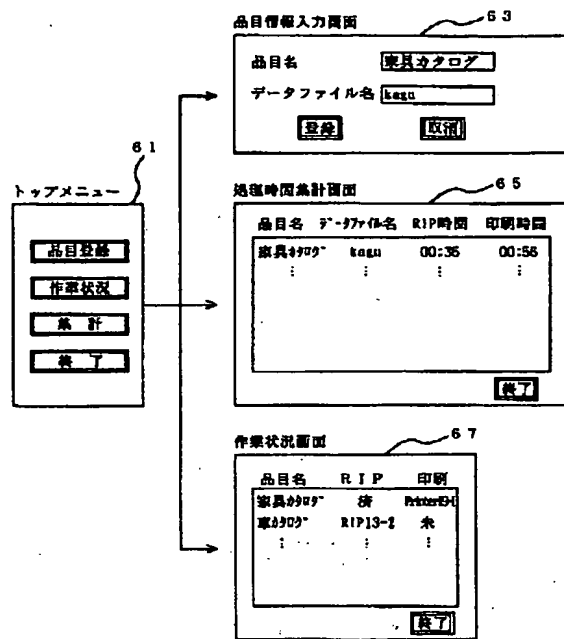 品目情報入力画面
63
品目名 家具カタログ
データファイル名 kagu
登録 取消
61
トップメニュー
品目登録
作業状況
集計
終了
処理時間集計画面
65
品目名 データファイル名 RIP時間 印刷時間
家具カタログ kagu 00:35 00:56
終了
作業状況画面
67
品目名 RIP 印刷
家具カタログ 済
車カタログ RIP13-2 未
終了